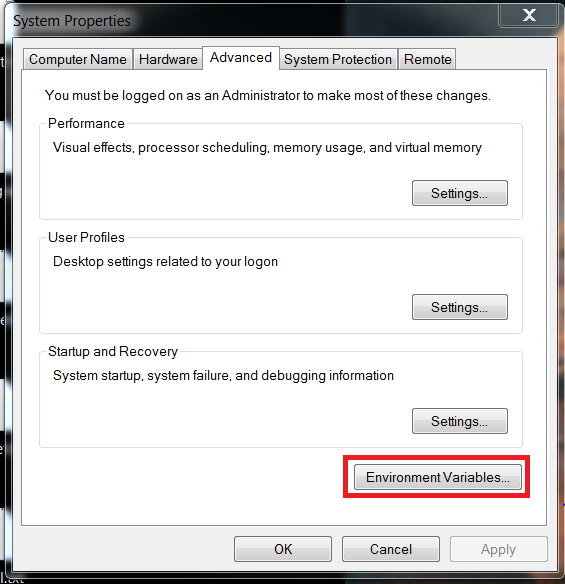 System Properties
Computer Name Hardware Advanced System Protection Remote
You must be logged on as an Administrator to make most of these changes.
Performance
Visual effects, processor scheduling, memory usage, and virtual memory
Settings...
User Profiles
Desktop settings related to your logon
Settings...
Startup and Recovery
System startup, system failure, and debugging information
Settings...
Environment Variables...
OK Cancel Apply